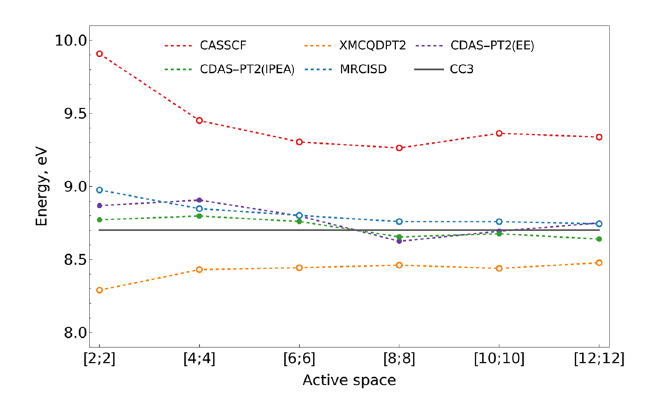 10.0
CASSCF XMCQDPT2 CDAS–PT2(EE)
CDAS–PT2(IPEA) MRCISD CC3
9.5
Energy, eV
9.0
8.5
8.0
[2;2] [4;4] [6;6] [8;8] [10;10] [12;12]
Active space